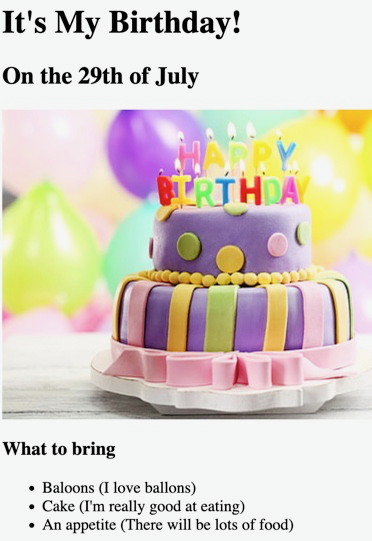 It's My Birthday!
On the 29th of July
HAPPY
BIRTHDAY
What to bring
Baloons (I love ballons)
Cake (I'm really good at eating)
An appetite (There will be lots of food)